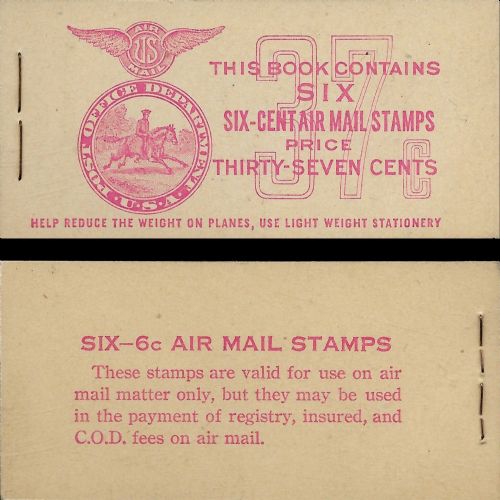 AIR
US
MAIL
POST OFFICE DEPARTMENT
U.S.A.
37c
THIS BOOK CONTAINS
SIX
SIX-CENT AIR MAIL STAMPS
PRICE
THIRTY-SEVEN CENTS
HELP REDUCE THE WEIGHT ON PLANES, USE LIGHT WEIGHT STATIONERY
SIX–6c AIR MAIL STAMPS
These stamps are valid for use on air
mail matter only, but they may be used
in the payment of registry, insured, and
C.O.D. fees on air mail.